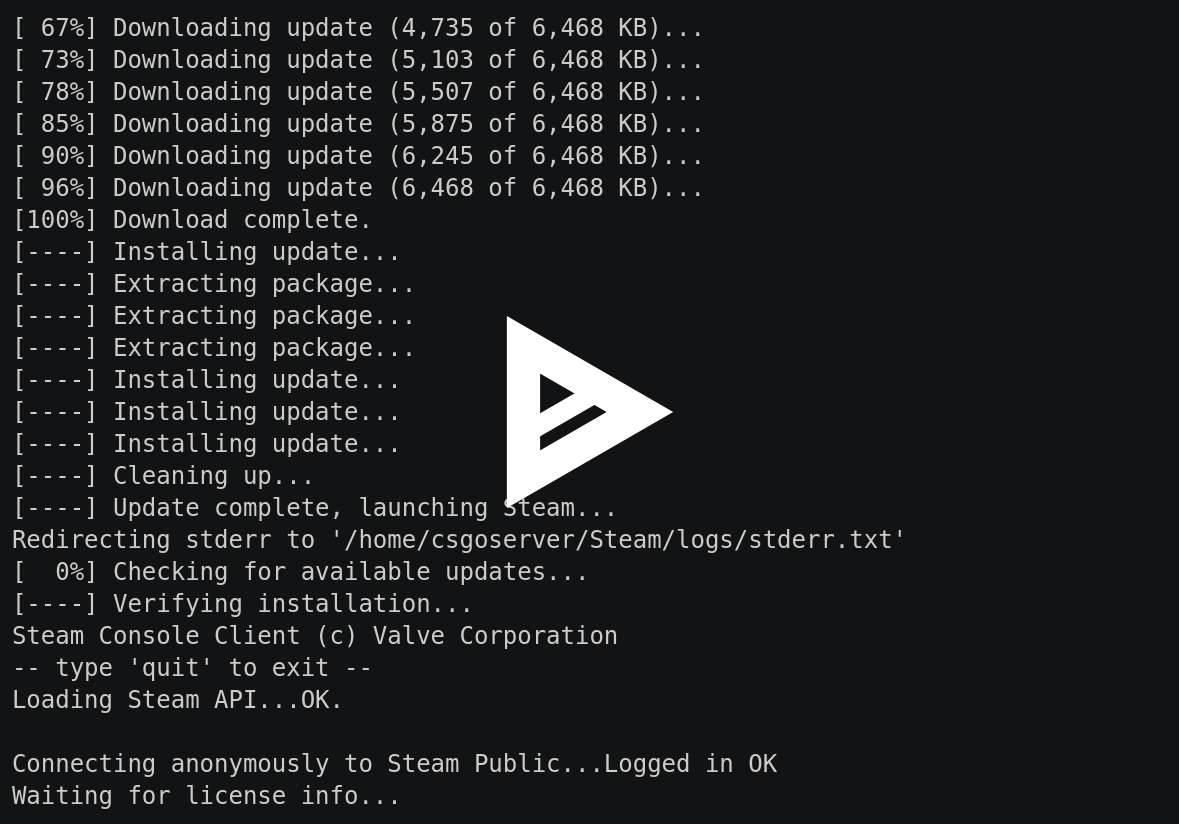 [ 67%] Downloading update (4,735 of 6,468 KB)...
[ 73%] Downloading update (5,103 of 6,468 KB)...
[ 78%] Downloading update (5,507 of 6,468 KB)...
[ 85%] Downloading update (5,875 of 6,468 KB)...
[ 90%] Downloading update (6,245 of 6,468 KB)...
[ 96%] Downloading update (6,468 of 6,468 KB)...
[100%] Download complete.
[----] Installing update...
[----] Extracting package...
[----] Extracting package...
[----] Extracting package...
[----] Installing update...
[----] Installing update...
[----] Installing update...
[----] Cleaning up...
[----] Update complete, launching Steam...
Redirecting stderr to '/home/csgoserver/Steam/logs/stderr.txt'
[  0%] Checking for available updates...
[----] Verifying installation...
Steam Console Client (c) Valve Corporation
-- type 'quit' to exit --
Loading Steam API...OK.
Connecting anonymously to Steam Public...Logged in OK
Waiting for license info...